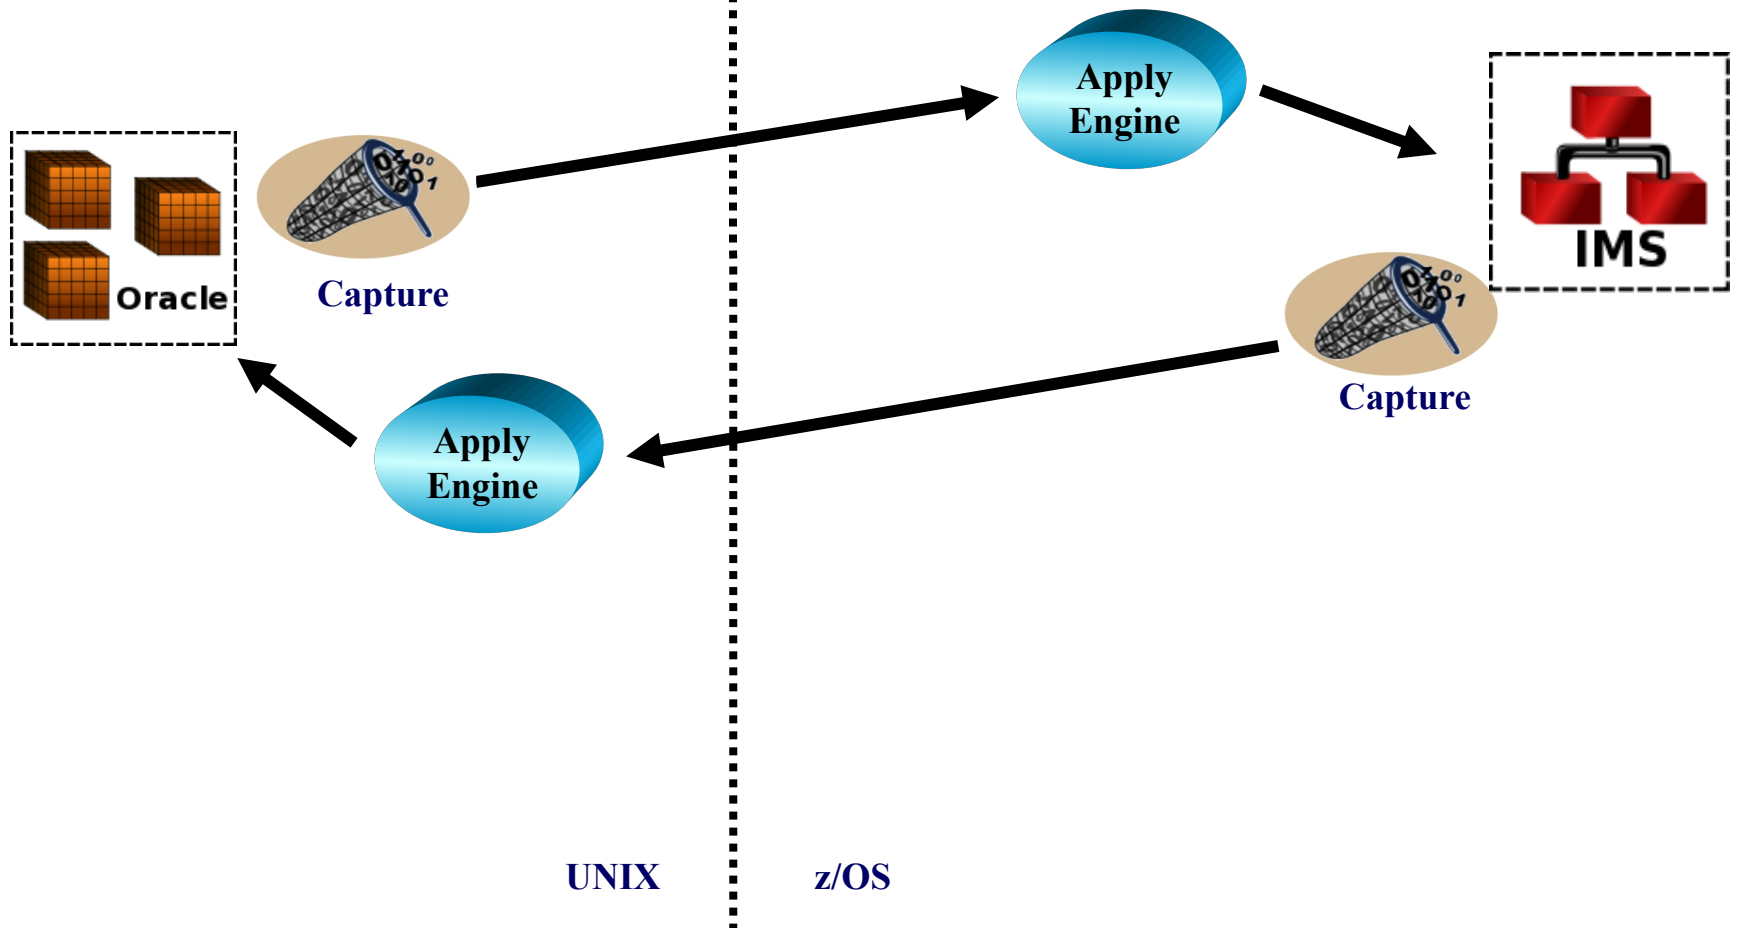 Apply
Engine
Oracle
Capture
IMS
Capture
Apply
Engine
UNIX
z/OS